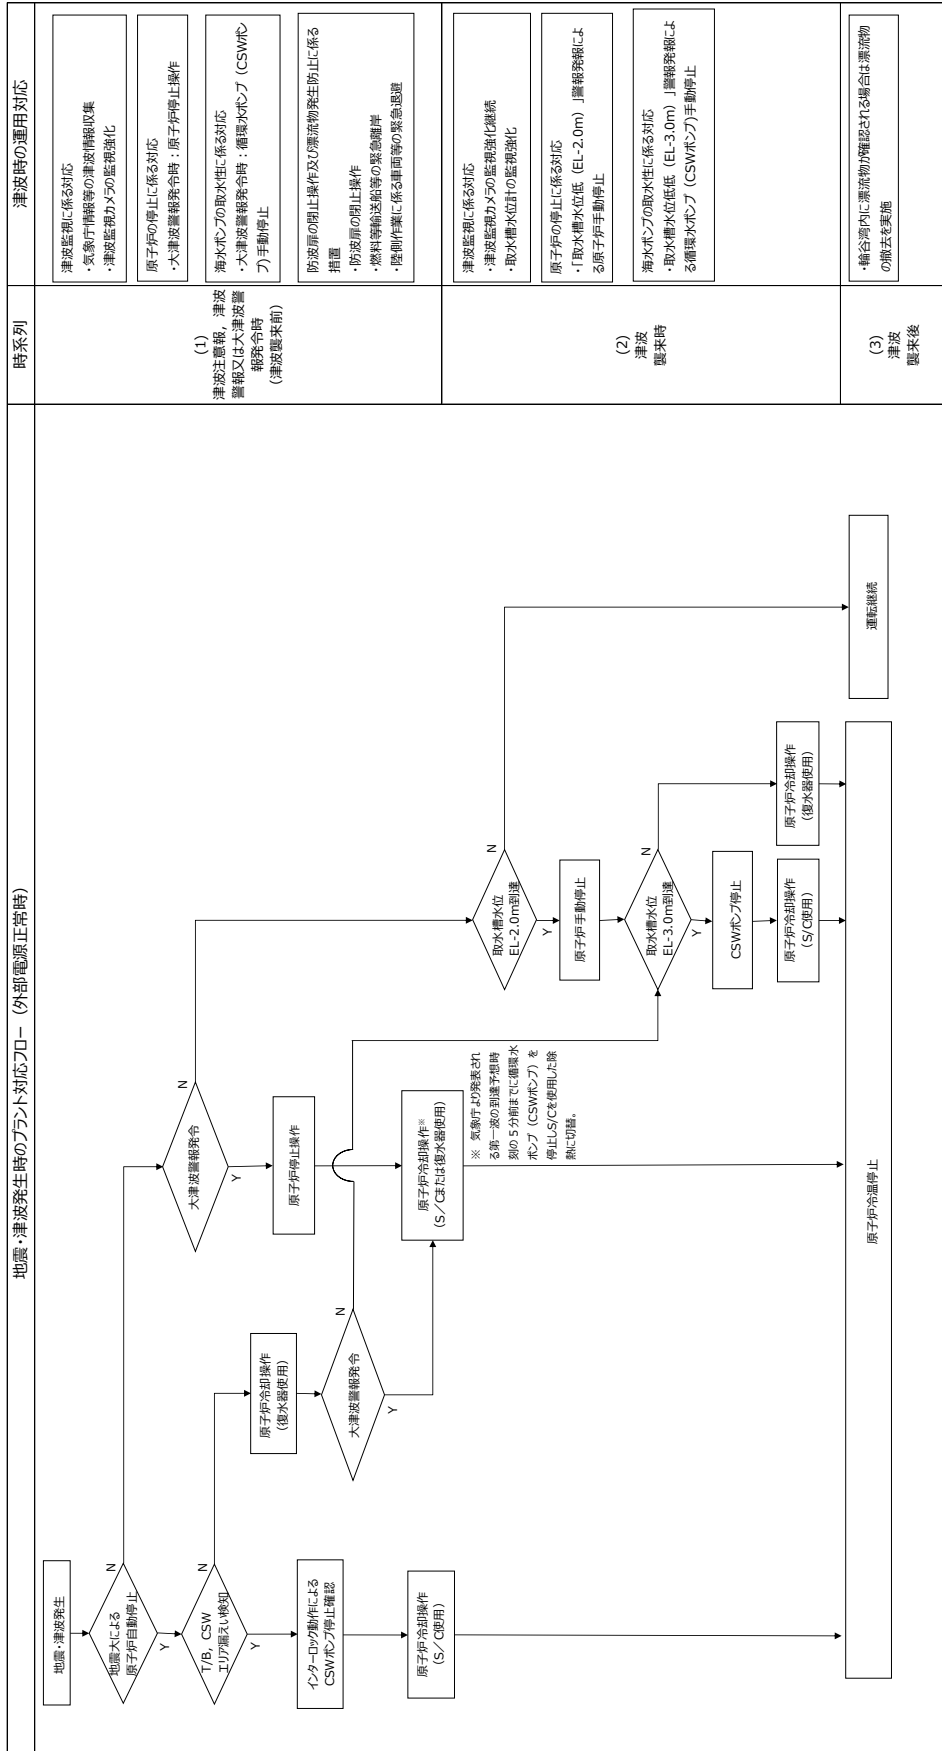 地震・津波発生時のプラント対応フロー（外部電源正常時）
時系列
津波時の運用対応
地震・津波発生
地震大による
原子炉自動停止
N
Y
T/B, CSW
エリア漏えい検知
N
Y
インターロック動作による
CSWポンプ停止確認
原子炉冷却操作
（S／C使用）
原子炉冷却操作
（復水器使用）
大津波警報発令
N
Y
大津波警報発令
N
Y
原子炉停止操作
原子炉冷却操作※
（S／Cまたは復水器使用）
※ 気象庁より発表され
る第一波の到達予想時
刻の５分前までに循環水
ポンプ（CSWポンプ）を
停止しS/Cを使用した除
熱に切替。
取水槽水位
EL-2.0m到達
N
Y
原子炉手動停止
取水槽水位
EL-3.0m到達
N
Y
CSWポンプ停止
原子炉冷却操作
（S/C使用）
原子炉冷却操作
（復水器使用）
運転継続
原子炉冷温停止
(1)
津波注意報，津波
警報又は大津波警
報発令時
（津波襲来前）
(2)
津波
襲来時
(3)
津波
襲来後
津波監視に係る対応
・気象庁情報等の津波情報収集
・津波監視カメラの監視強化
原子炉の停止に係る対応
・大津波警報発令時：原子炉停止操作
海水ポンプの取水性に係る対応
・大津波警報発令時：循環水ポンプ（CSWポン
プ）手動停止
防波扉の閉止操作及び漂流物発生防止に係る
措置
・防波扉の閉止操作
・燃料等輸送船等の緊急離岸
・陸側作業に係る車両等の緊急退避
津波監視に係る対応
・津波監視カメラの監視強化継続
・取水槽水位計の監視強化
原子炉の停止に係る対応
・「取水槽水位低（EL-2.0m）」警報発報によ
る原子炉手動停止
海水ポンプの取水性に係る対応
・取水槽水位低低（EL-3.0m）」警報発報によ
る循環水ポンプ（CSWポンプ)手動停止
・輪谷湾内に漂流物が確認される場合は漂流物
の撤去を実施